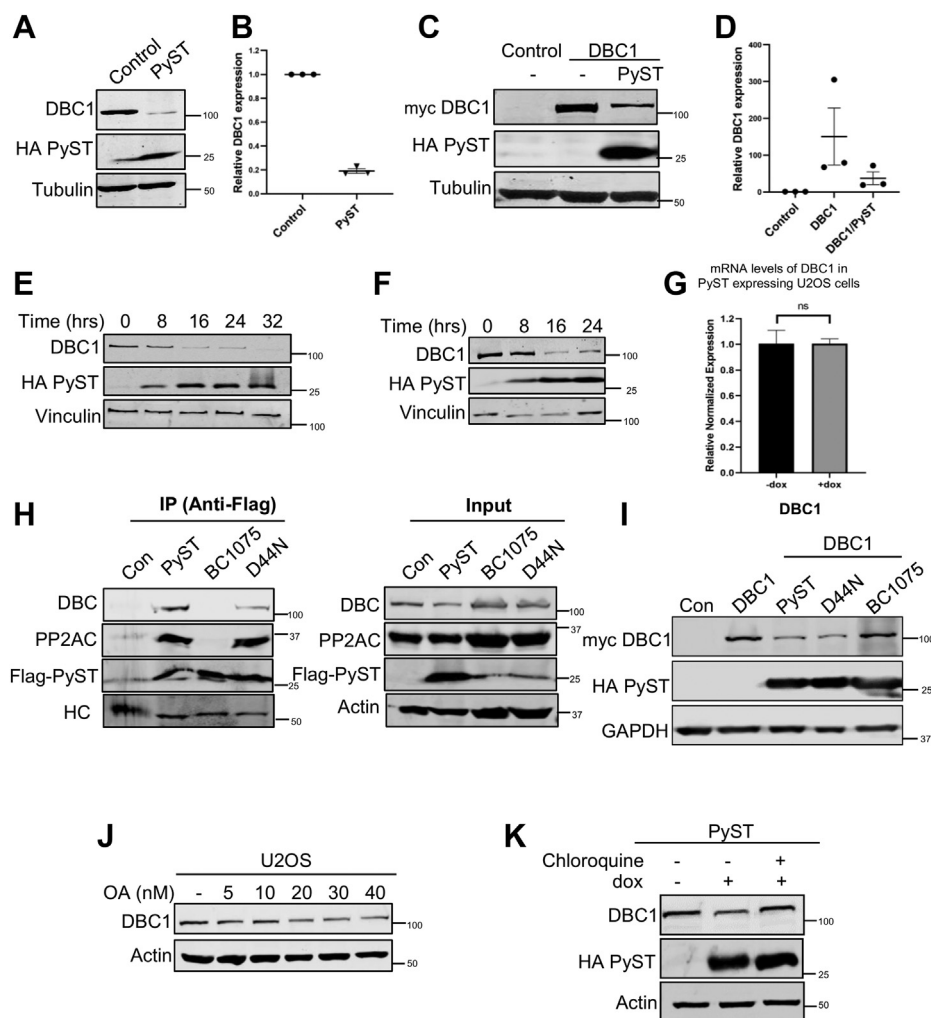 A
Control
PyST
DBC1
100
HA PyST
25
Tubulin
50
B
Relative DBC1 expression
1.2
1.0
0.8
0.6
0.4
0.2
0.0
Control
PyST
C
Control DBC1
- - PyST
myc DBC1
100
HA PyST
25
Tubulin
50
D
Relative DBC1 expression
400
300
200
100
0
Control
DBC1
DBC1/PyST
E
Time (hrs) 0 8 16 24 32
DBC1
100
HA PyST
25
Vinculin
100
F
Time (hrs) 0 8 16 24
DBC1
100
HA PyST
25
Vinculin
100
G
mRNA levels of DBC1 in
PyST expressing U2OS cells
ns
Relative Normalized Expression
1.2
1.0
0.8
0.6
0.4
0.2
0.0
-dox +dox
DBC1
H
IP (Anti-Flag)
Con PyST BC1075 D44N
DBC
100
PP2AC
37
Flag-PyST
25
HC
50
Input
Con PyST BC1075 D44N
DBC
100
PP2AC
37
Flag-PyST
25
Actin
37
I
DBC1
Con DBC1 PyST D44N BC1075
myc DBC1
100
HA PyST
25
GAPDH
37
J
U2OS
OA (nM) - 5 10 20 30 40
DBC1
100
Actin
50
K
PyST
Chloroquine - - +
dox - + +
DBC1
100
HA PyST
25
Actin
50